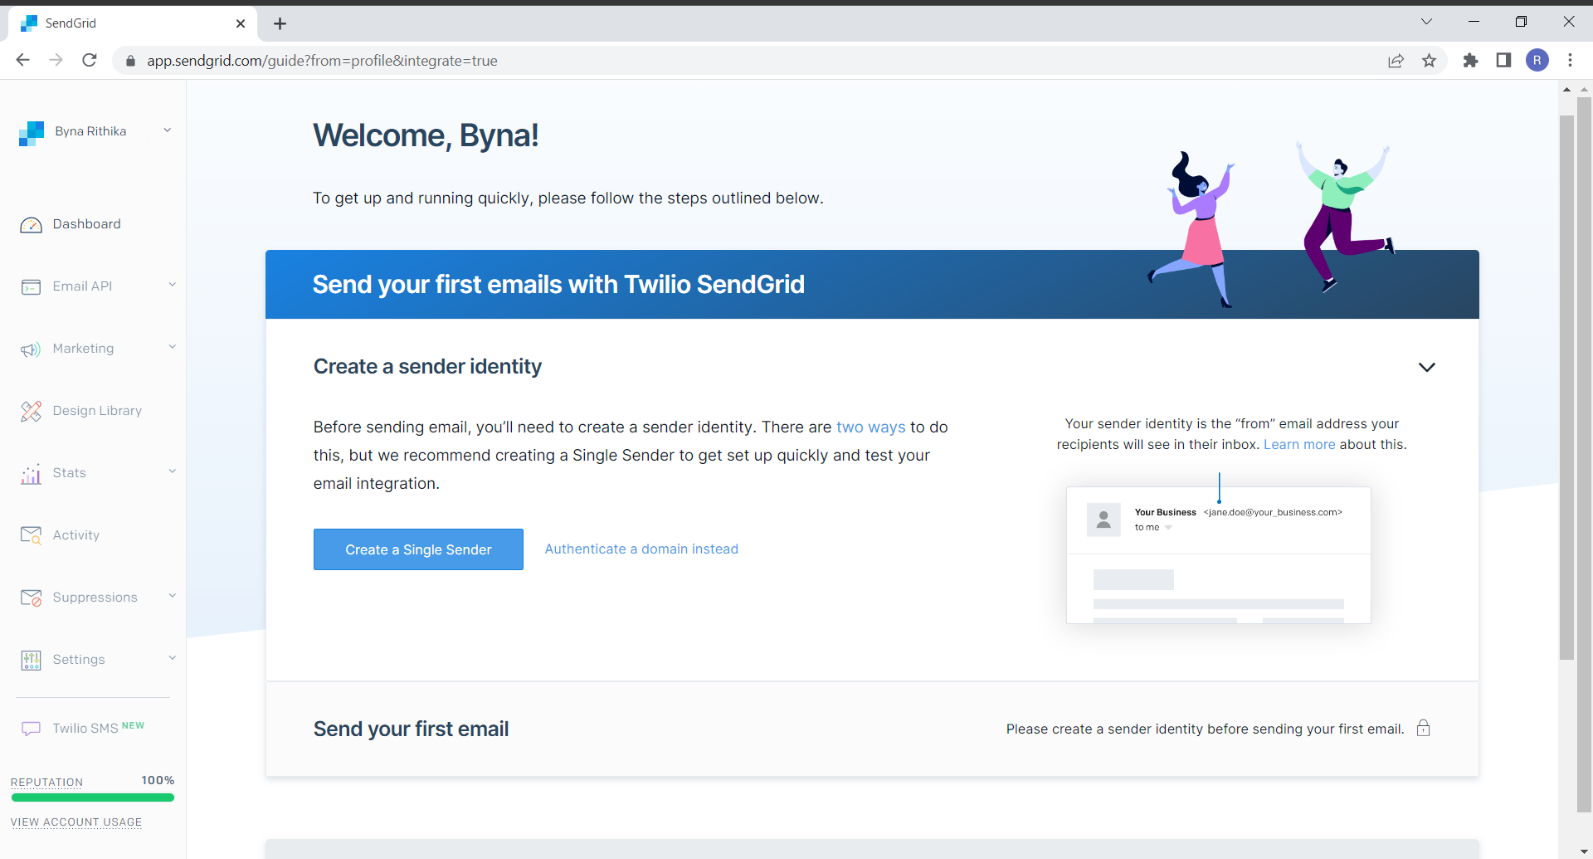 SendGrid
app.sendgrid.com/guide?from=profile&integrate=true
R
Byna Rithika
Dashboard
Email API
Marketing
Design Library
Stats
Activity
Suppressions
Settings
Twilio SMS NEW
REPUTATION 100%
VIEW ACCOUNT USAGE
Welcome, Byna!
To get up and running quickly, please follow the steps outlined below.
Send your first emails with Twilio SendGrid
Create a sender identity
Before sending email, you’ll need to create a sender identity. There are two ways to do
this, but we recommend creating a Single Sender to get set up quickly and test your
email integration.
Create a Single Sender
Authenticate a domain instead
Your sender identity is the “from” email address your
recipients will see in their inbox. Learn more about this.
Your Business <jane.doe@your_business.com>
to me
Send your first email
Please create a sender identity before sending your first email.